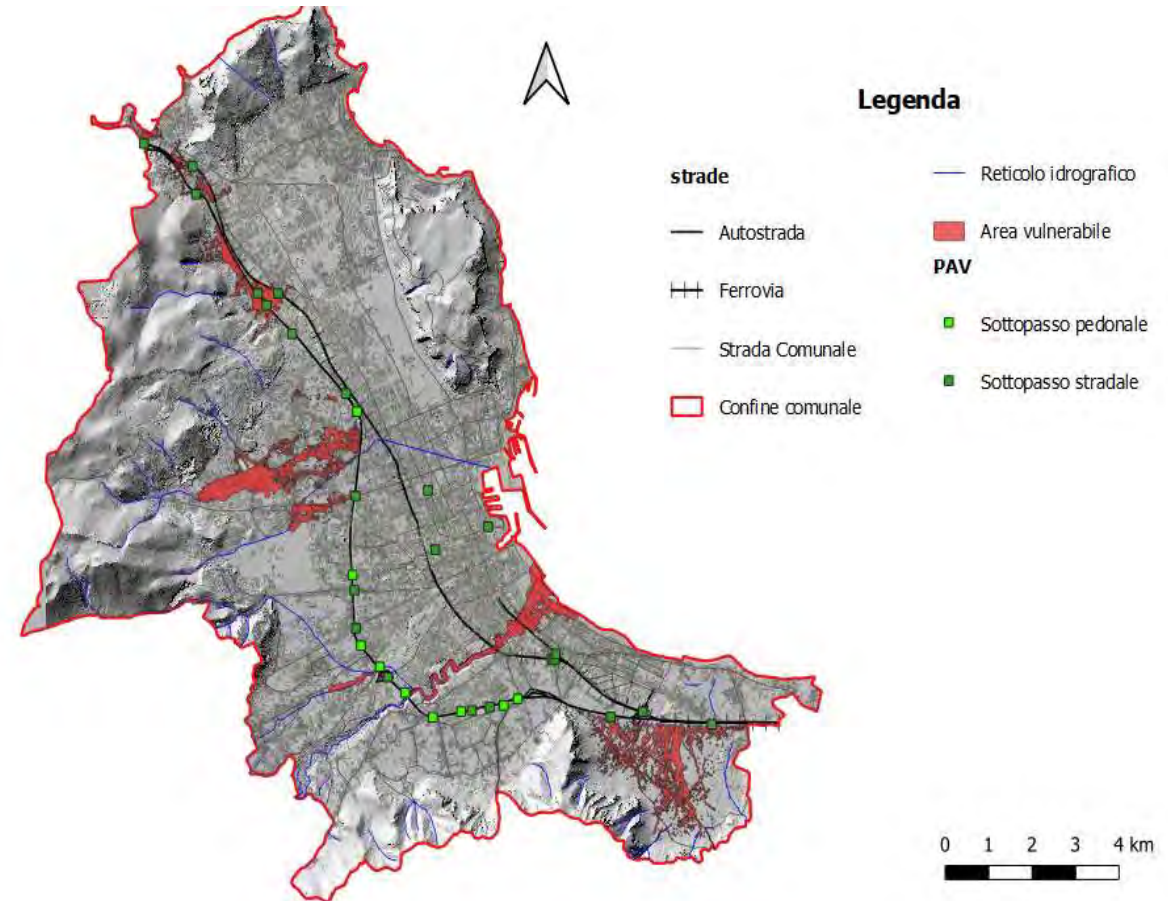 Legenda
strade
Autostrada
Ferrovia
Strada Comunale
Confine comunale
Reticolo idrografico
Area vulnerabile
PAV
Sottopasso pedonale
Sottopasso stradale
0 1 2 3 4 km